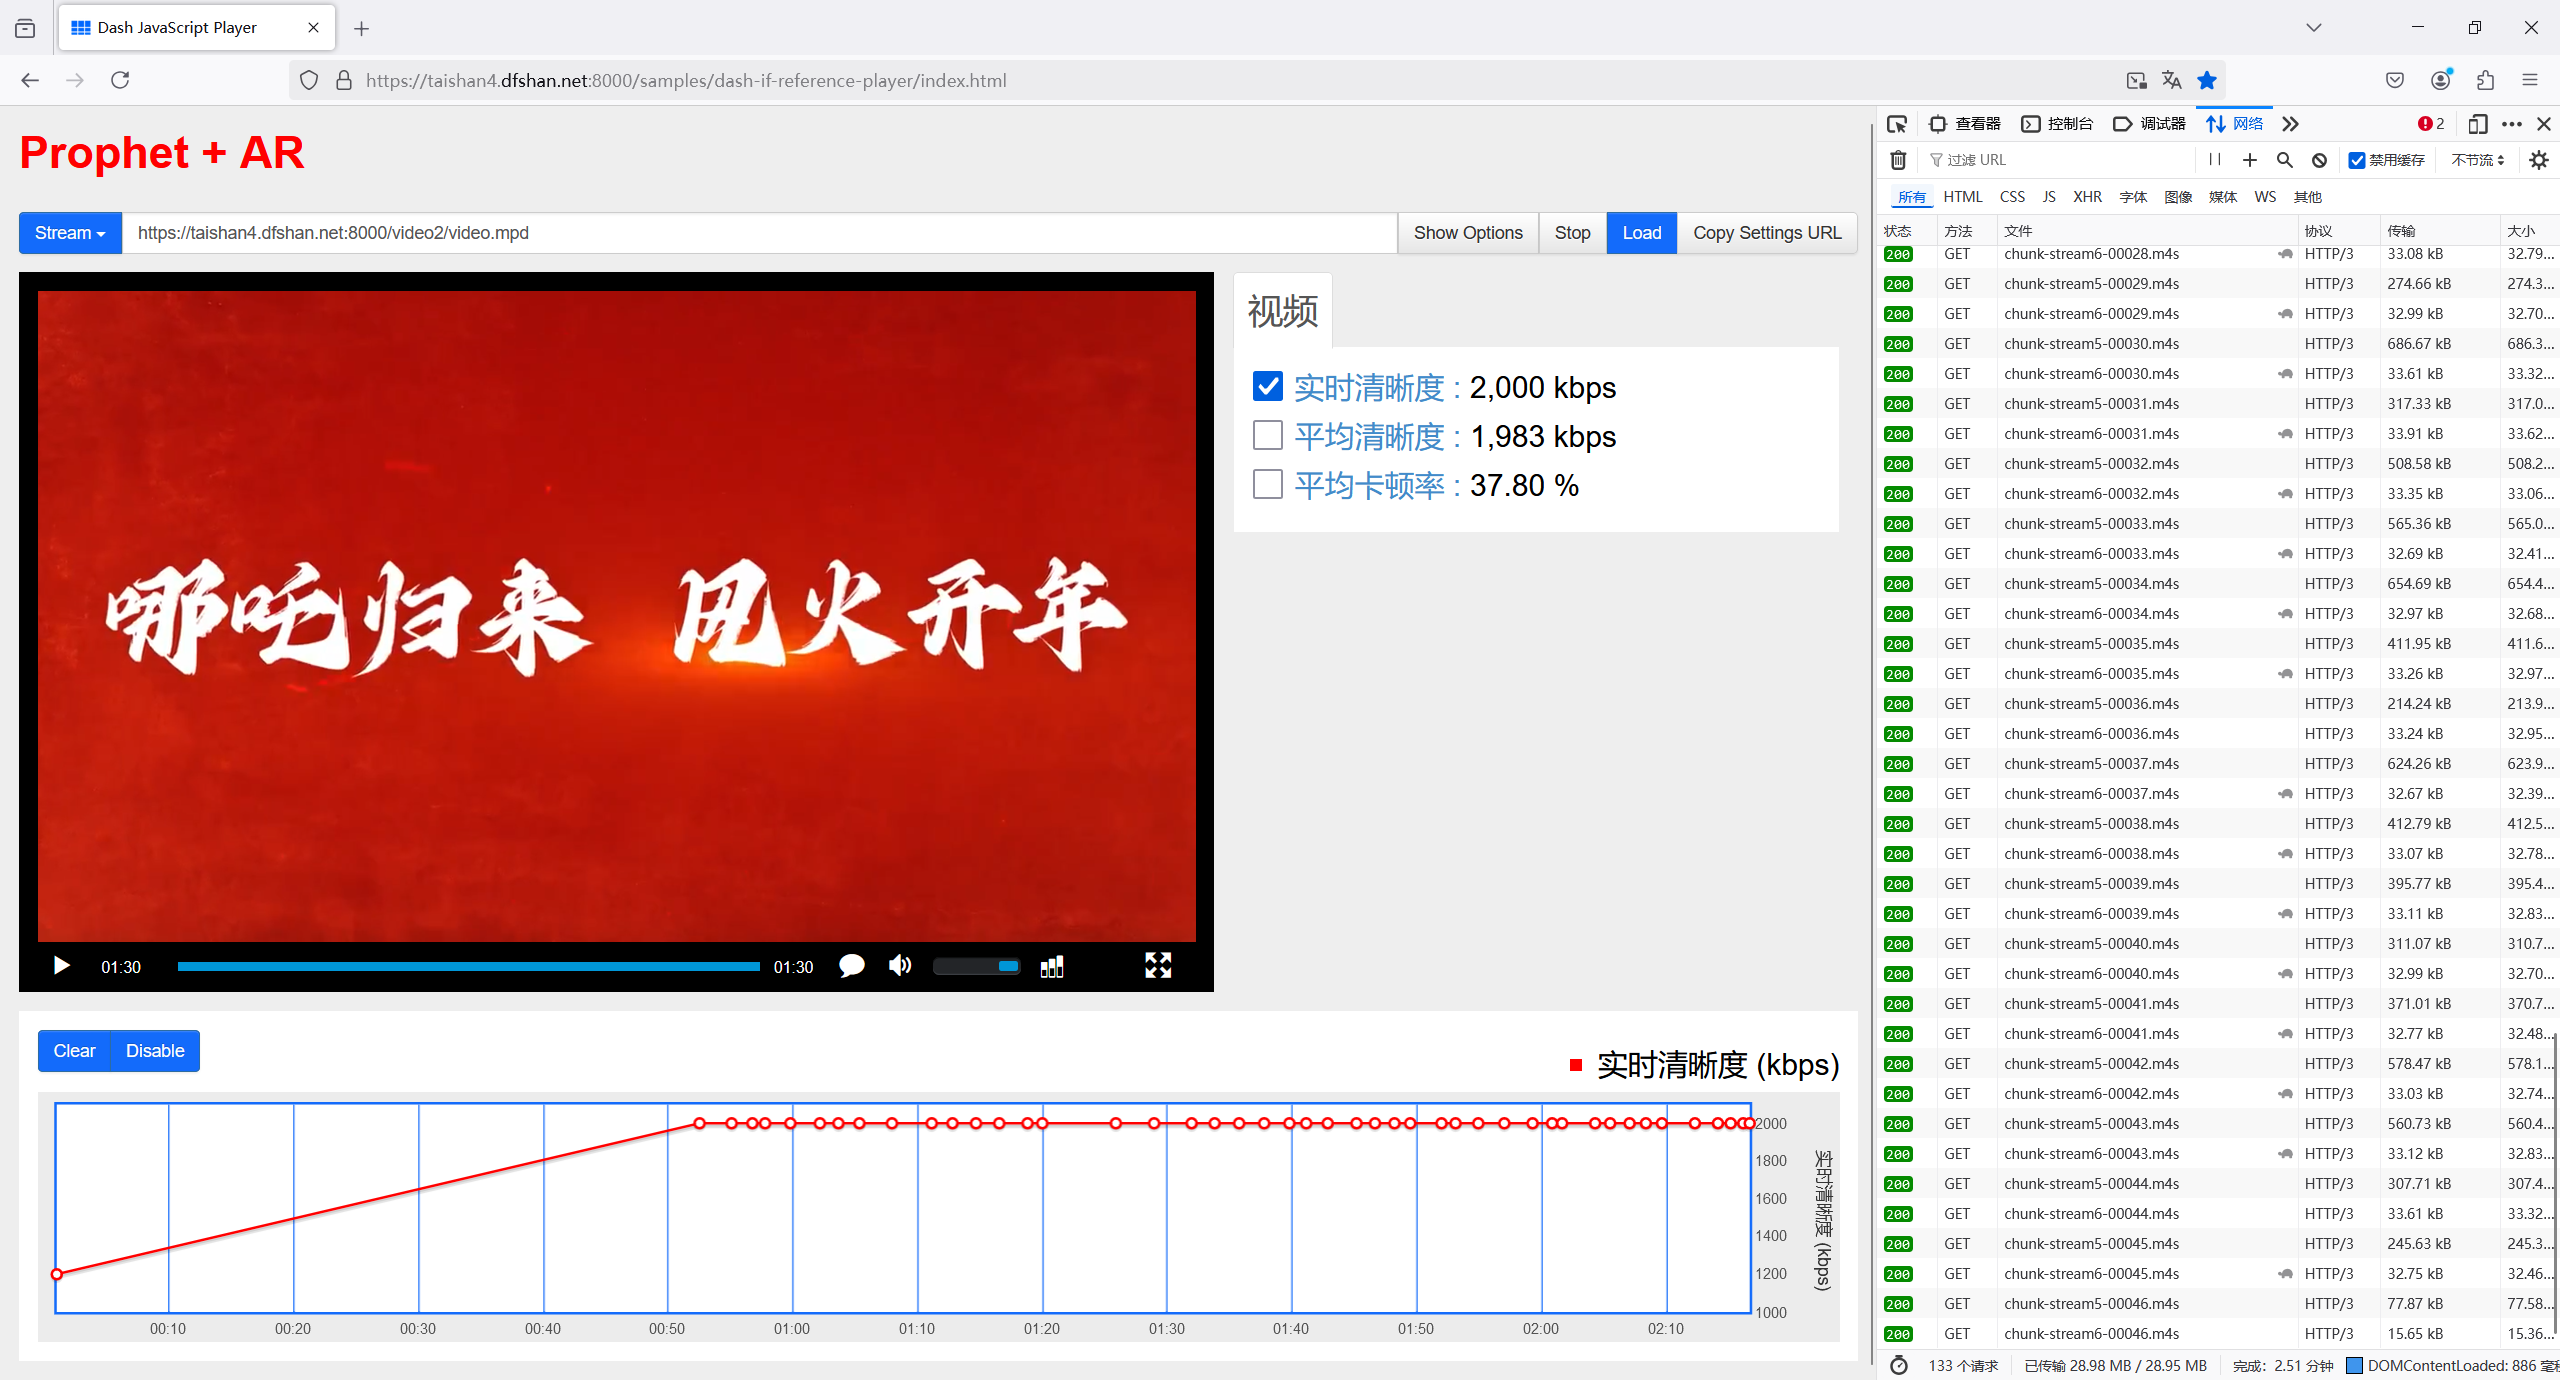 Dash JavaScript Player
https://taishan4.dfshan.net:8000/samples/dash-if-reference-player/index.html
Prophet + AR
Stream
https://taishan4.dfshan.net:8000/video2/video.mpd
Show Options
Stop
Load
Copy Settings URL
哪吒归来 凤火开年
01:30
01:30
视频
实时清晰度 : 2,000 kbps
平均清晰度 : 1,983 kbps
平均卡顿率 : 37.80 %
Clear
Disable
实时清晰度 (kbps)
2000
1800
1600
1400
1200
1000
实时清晰度 (kbps)
00:10 00:20 00:30 00:40 00:50 01:00 01:10 01:20 01:30 01:40 01:50 02:00 02:10
查看器 控制台 调试器 网络 2
过滤 URL 禁用缓存 不节流
所有 HTML CSS JS XHR 字体 图像 媒体 WS 其他
状态 方法 文件 协议 传输 大小
200 GET chunk-stream6-00028.m4s HTTP/3 33.08 kB 32.79...
200 GET chunk-stream5-00029.m4s HTTP/3 274.66 kB 274.3...
200 GET chunk-stream6-00029.m4s HTTP/3 32.99 kB 32.70...
200 GET chunk-stream5-00030.m4s HTTP/3 686.67 kB 686.3...
200 GET chunk-stream6-00030.m4s HTTP/3 33.61 kB 33.32...
200 GET chunk-stream5-00031.m4s HTTP/3 317.33 kB 317.0...
200 GET chunk-stream6-00031.m4s HTTP/3 33.91 kB 33.62...
200 GET chunk-stream5-00032.m4s HTTP/3 508.58 kB 508.2...
200 GET chunk-stream6-00032.m4s HTTP/3 33.35 kB 33.06...
200 GET chunk-stream5-00033.m4s HTTP/3 565.36 kB 565.0...
200 GET chunk-stream6-00033.m4s HTTP/3 32.69 kB 32.41...
200 GET chunk-stream5-00034.m4s HTTP/3 654.69 kB 654.4...
200 GET chunk-stream6-00034.m4s HTTP/3 32.97 kB 32.68...
200 GET chunk-stream5-00035.m4s HTTP/3 411.95 kB 411.6...
200 GET chunk-stream6-00035.m4s HTTP/3 33.26 kB 32.97...
200 GET chunk-stream5-00036.m4s HTTP/3 214.24 kB 213.9...
200 GET chunk-stream6-00036.m4s HTTP/3 33.24 kB 32.95...
200 GET chunk-stream5-00037.m4s HTTP/3 624.26 kB 623.9...
200 GET chunk-stream6-00037.m4s HTTP/3 32.67 kB 32.39...
200 GET chunk-stream5-00038.m4s HTTP/3 412.79 kB 412.5...
200 GET chunk-stream6-00038.m4s HTTP/3 33.07 kB 32.78...
200 GET chunk-stream5-00039.m4s HTTP/3 395.77 kB 395.4...
200 GET chunk-stream6-00039.m4s HTTP/3 33.11 kB 32.83...
200 GET chunk-stream5-00040.m4s HTTP/3 311.07 kB 310.7...
200 GET chunk-stream6-00040.m4s HTTP/3 32.99 kB 32.70...
200 GET chunk-stream5-00041.m4s HTTP/3 371.01 kB 370.7...
200 GET chunk-stream6-00041.m4s HTTP/3 32.77 kB 32.48...
200 GET chunk-stream5-00042.m4s HTTP/3 578.47 kB 578.1...
200 GET chunk-stream6-00042.m4s HTTP/3 33.03 kB 32.74...
200 GET chunk-stream5-00043.m4s HTTP/3 560.73 kB 560.4...
200 GET chunk-stream6-00043.m4s HTTP/3 33.12 kB 32.83...
200 GET chunk-stream5-00044.m4s HTTP/3 307.71 kB 307.4...
200 GET chunk-stream6-00044.m4s HTTP/3 33.61 kB 33.32...
200 GET chunk-stream5-00045.m4s HTTP/3 245.63 kB 245.3...
200 GET chunk-stream6-00045.m4s HTTP/3 32.75 kB 32.46...
200 GET chunk-stream5-00046.m4s HTTP/3 77.87 kB 77.58...
200 GET chunk-stream6-00046.m4s HTTP/3 15.65 kB 15.36...
133 个请求 已传输 28.98 MB / 28.95 MB 完成：2.51 分钟 DOMContentLoaded: 886 毫